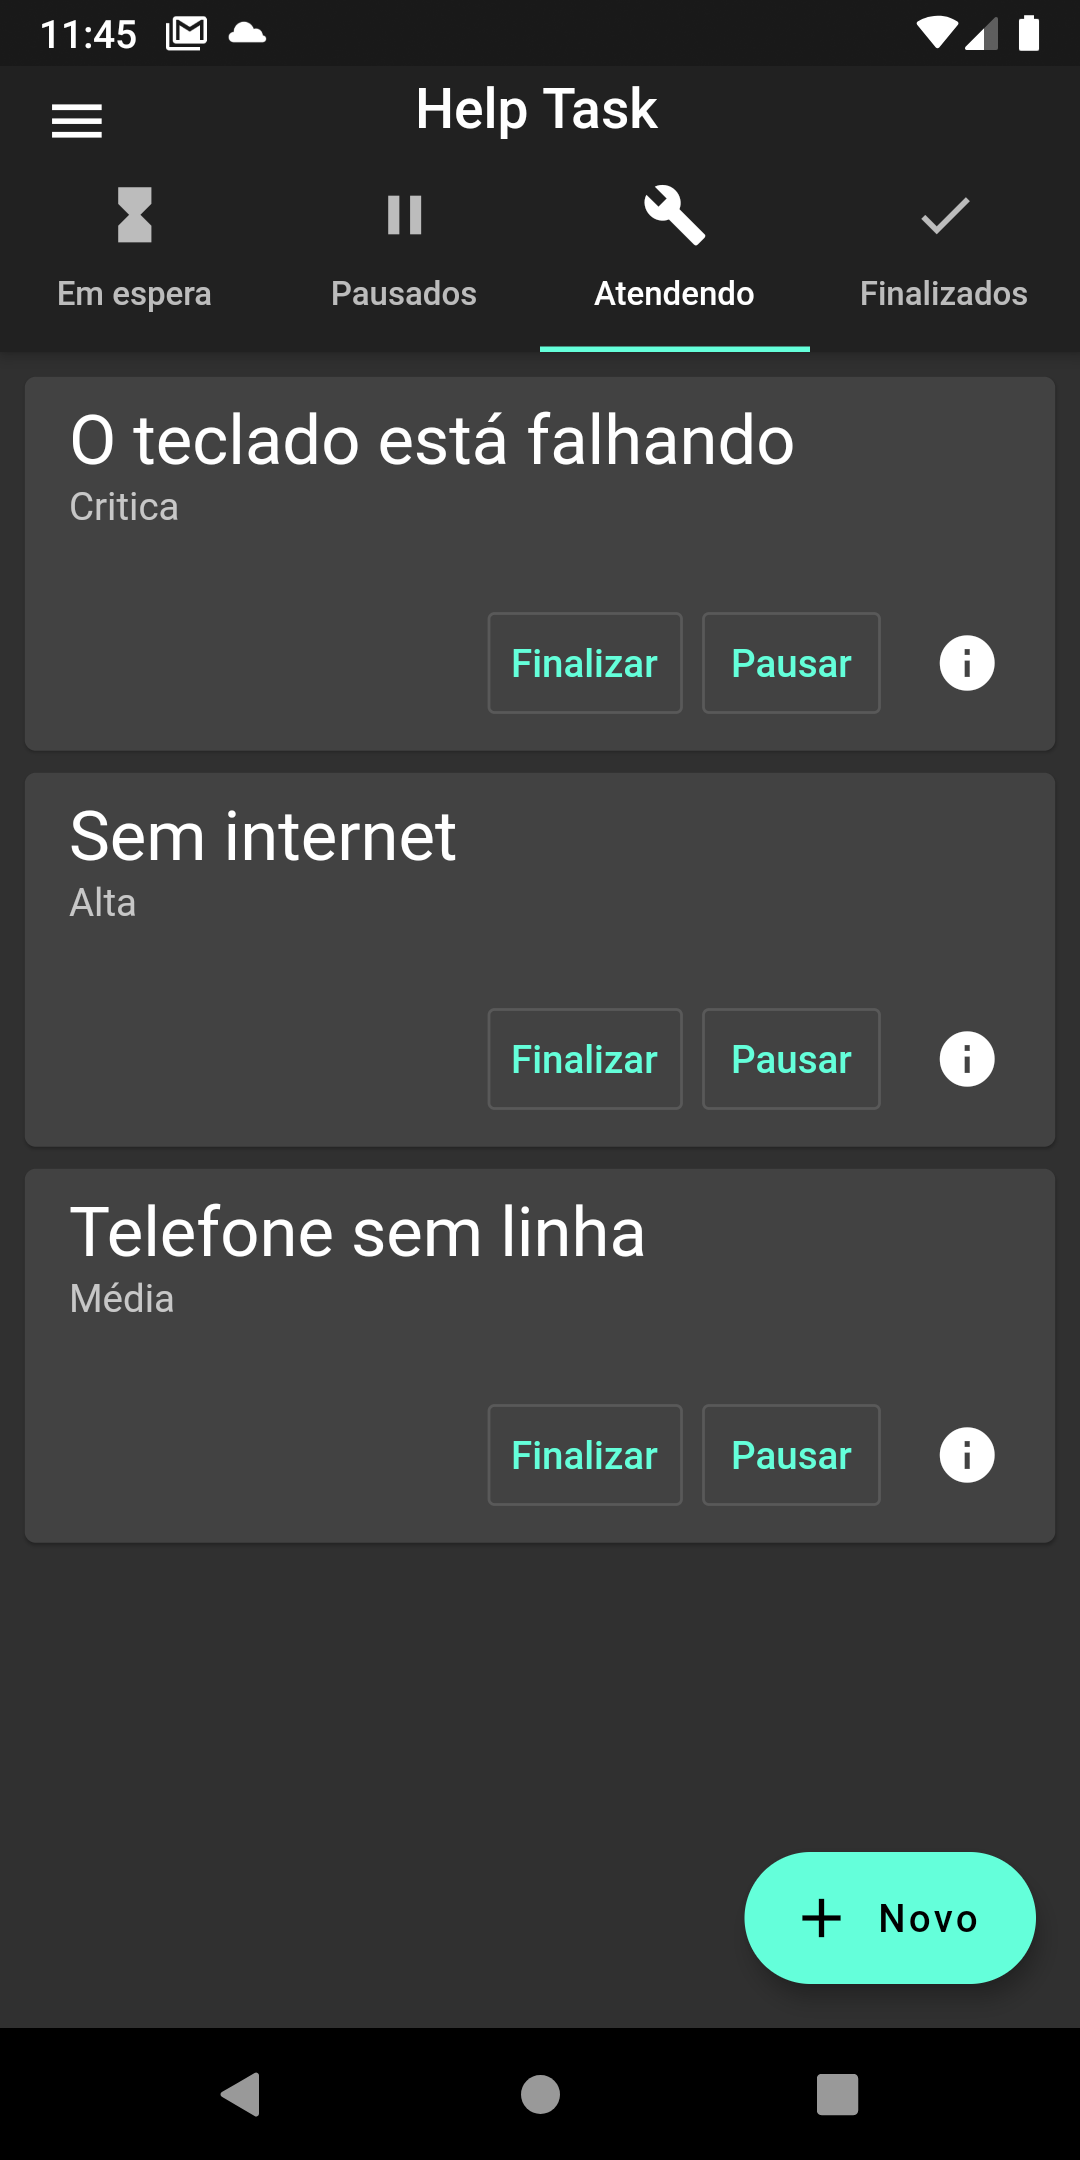 11:45
Help Task
Em espera
Pausados
Atendendo
Finalizados
O teclado está falhando
Critica
Finalizar
Pausar
Sem internet
Alta
Finalizar
Pausar
Telefone sem linha
Média
Finalizar
Pausar
Novo